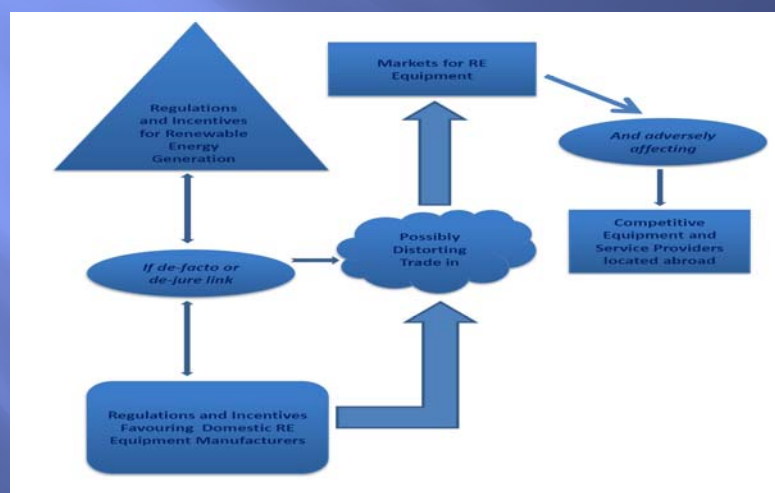 Regulations
and Incentives
for Renewable
Energy
Generation
If de-facto or
de-jure link
Regulations and Incentives
Favouring Domestic RE
Equipment Manufacturers
Possibly
Distorting
Trade in
Markets for RE
Equipment
And adversely
affecting
Competitive
Equipment and
Service Providers
located abroad